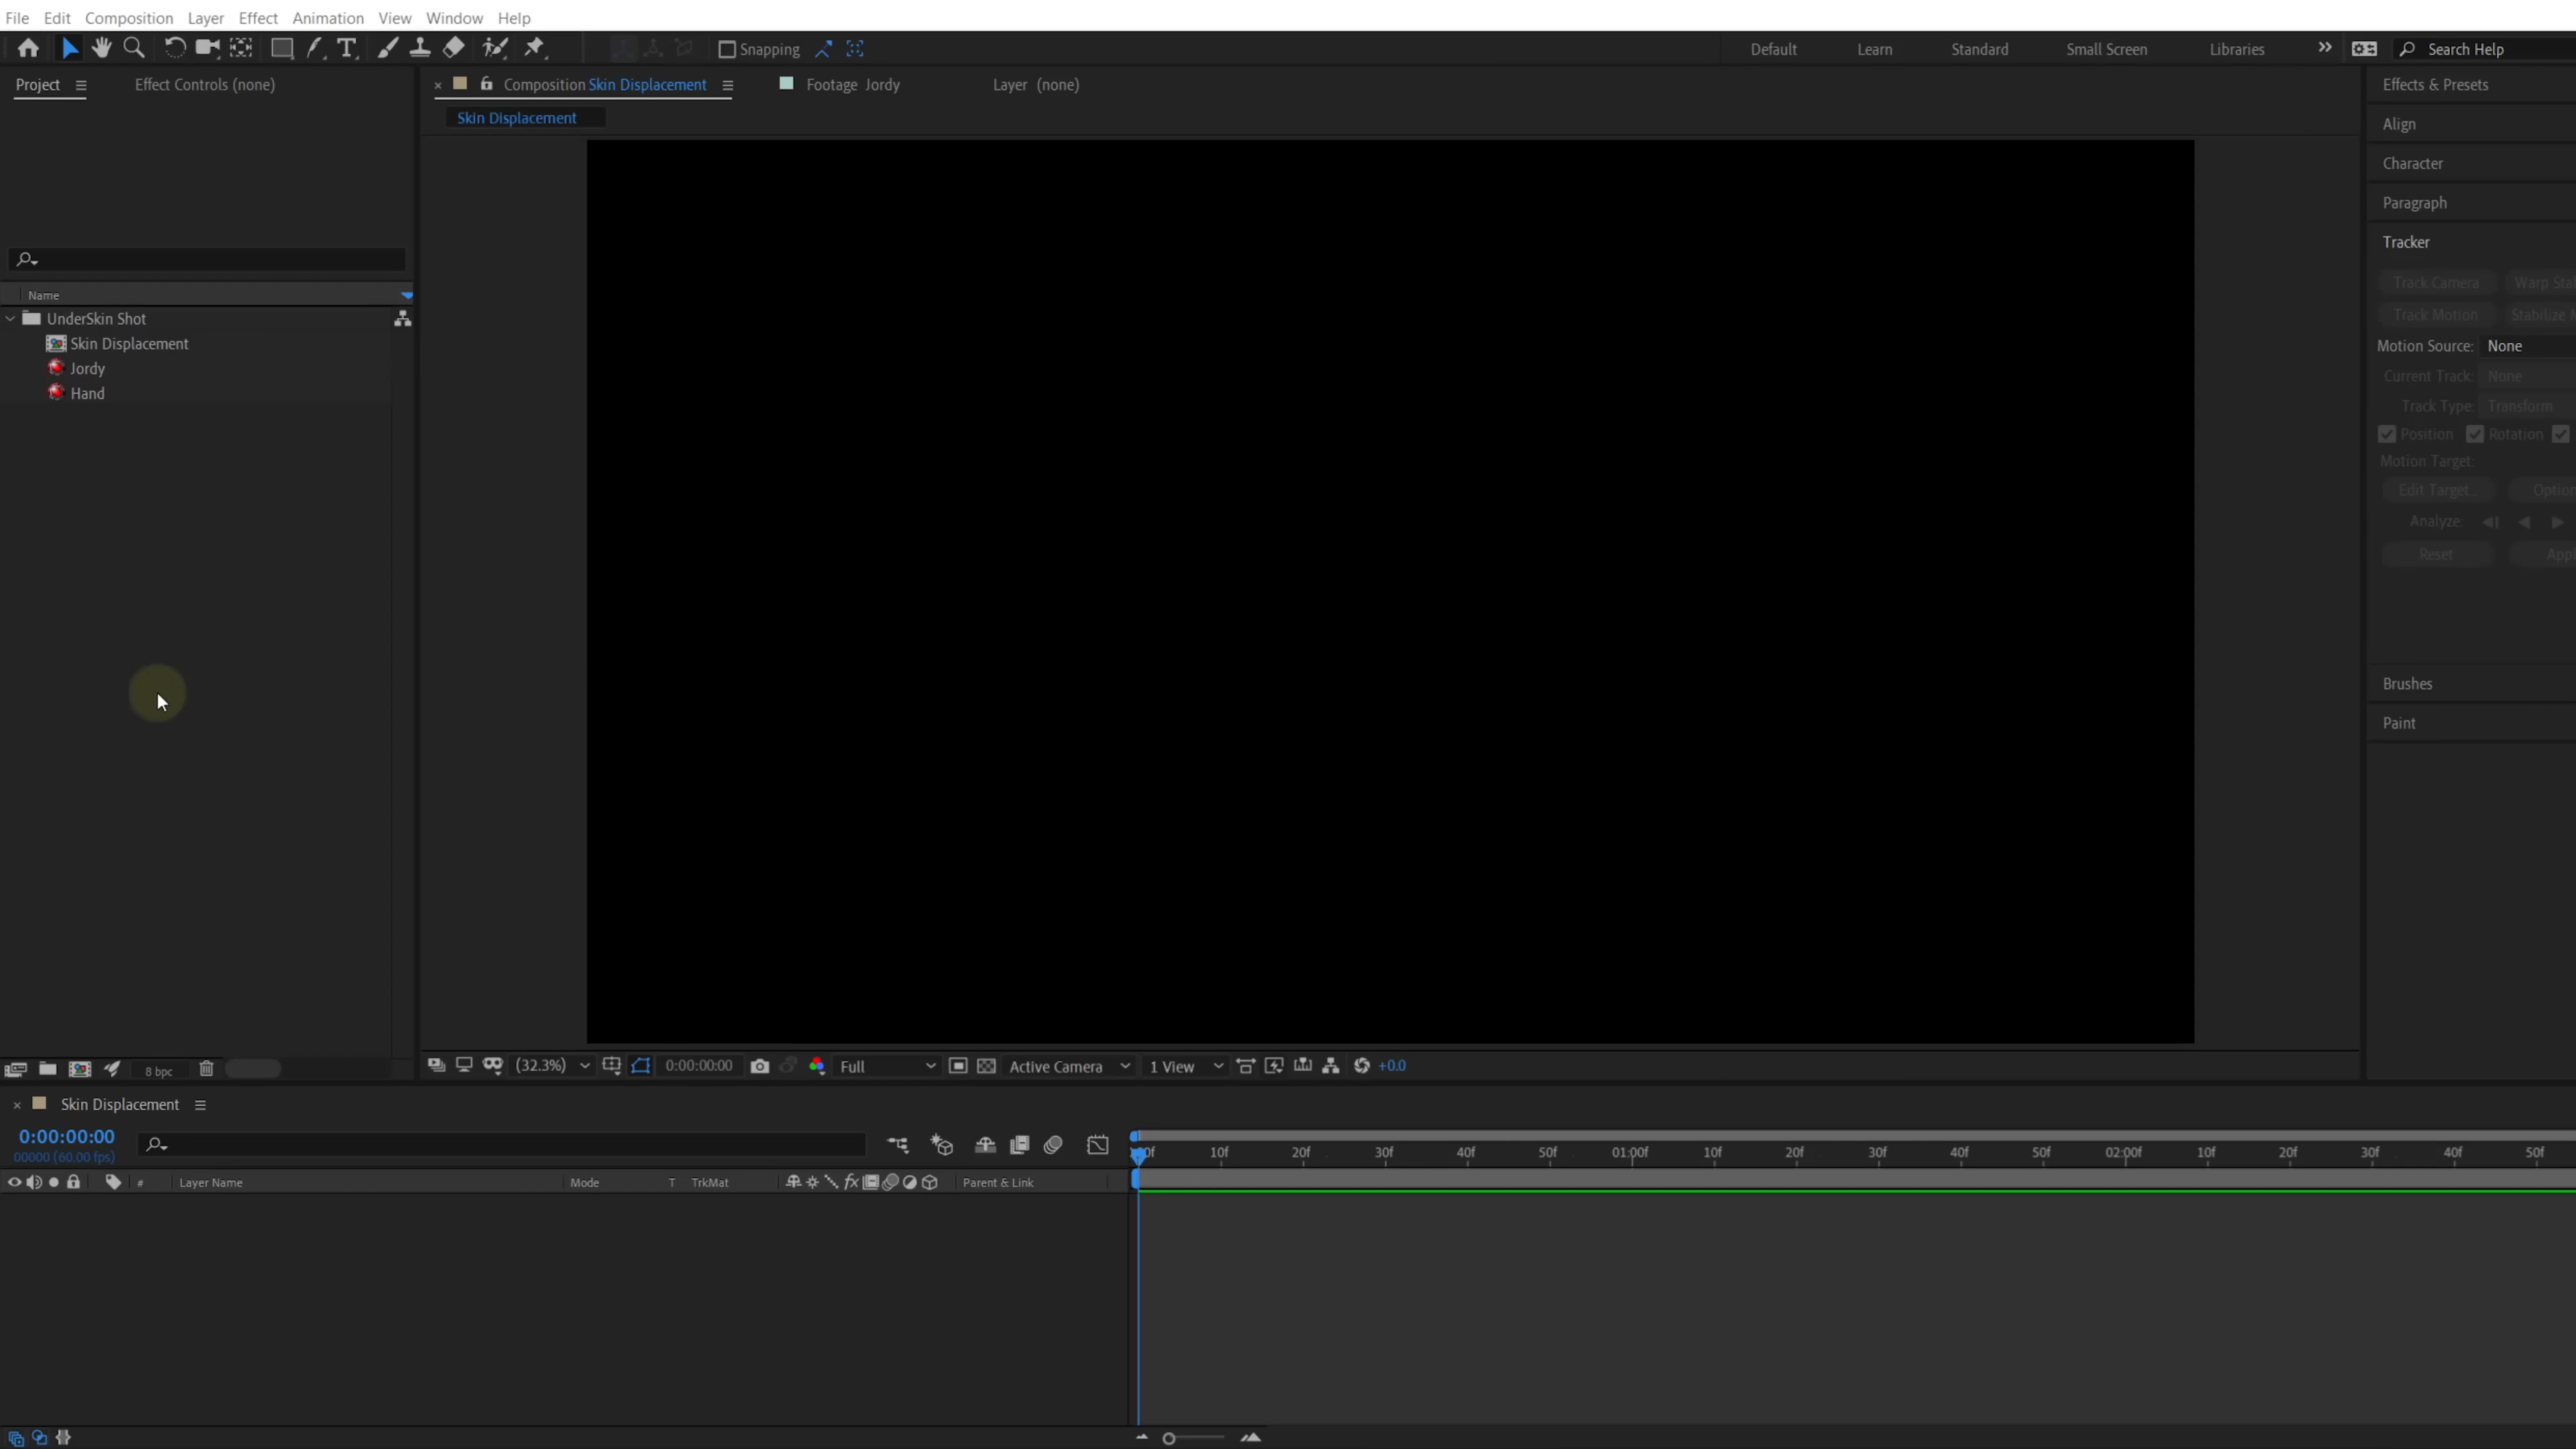 File Edit Composition Layer Effect Animation View Window Help
Snapping Default Learn Standard Small Screen Libraries Search Help
Project Effect Controls (none) Composition Skin Displacement Footage Jordy Layer (none) Effects & Presets
Skin Displacement
Align
Character
Paragraph
Tracker
Track Camera Warp Stab
Track Motion Stabilize M
Name
UnderSkin Shot
Skin Displacement
Jordy
Hand
Motion Source: None
Current Track: None
Track Type: Transform
Position Rotation
Motion Target:
Edit Target... Option
Analyze:
Reset Appl
Brushes
Paint
8 bpc (32.3%) 0:00:00:00 Full Active Camera 1 View +0.0
Skin Displacement
0:00:00:00
00000 (60.00 fps)
0f 10f 20f 30f 40f 50f 01:00f 10f 20f 30f 40f 50f 02:00f 10f 20f 30f 40f 50f
# Layer Name Mode T TrkMat fx Parent & Link